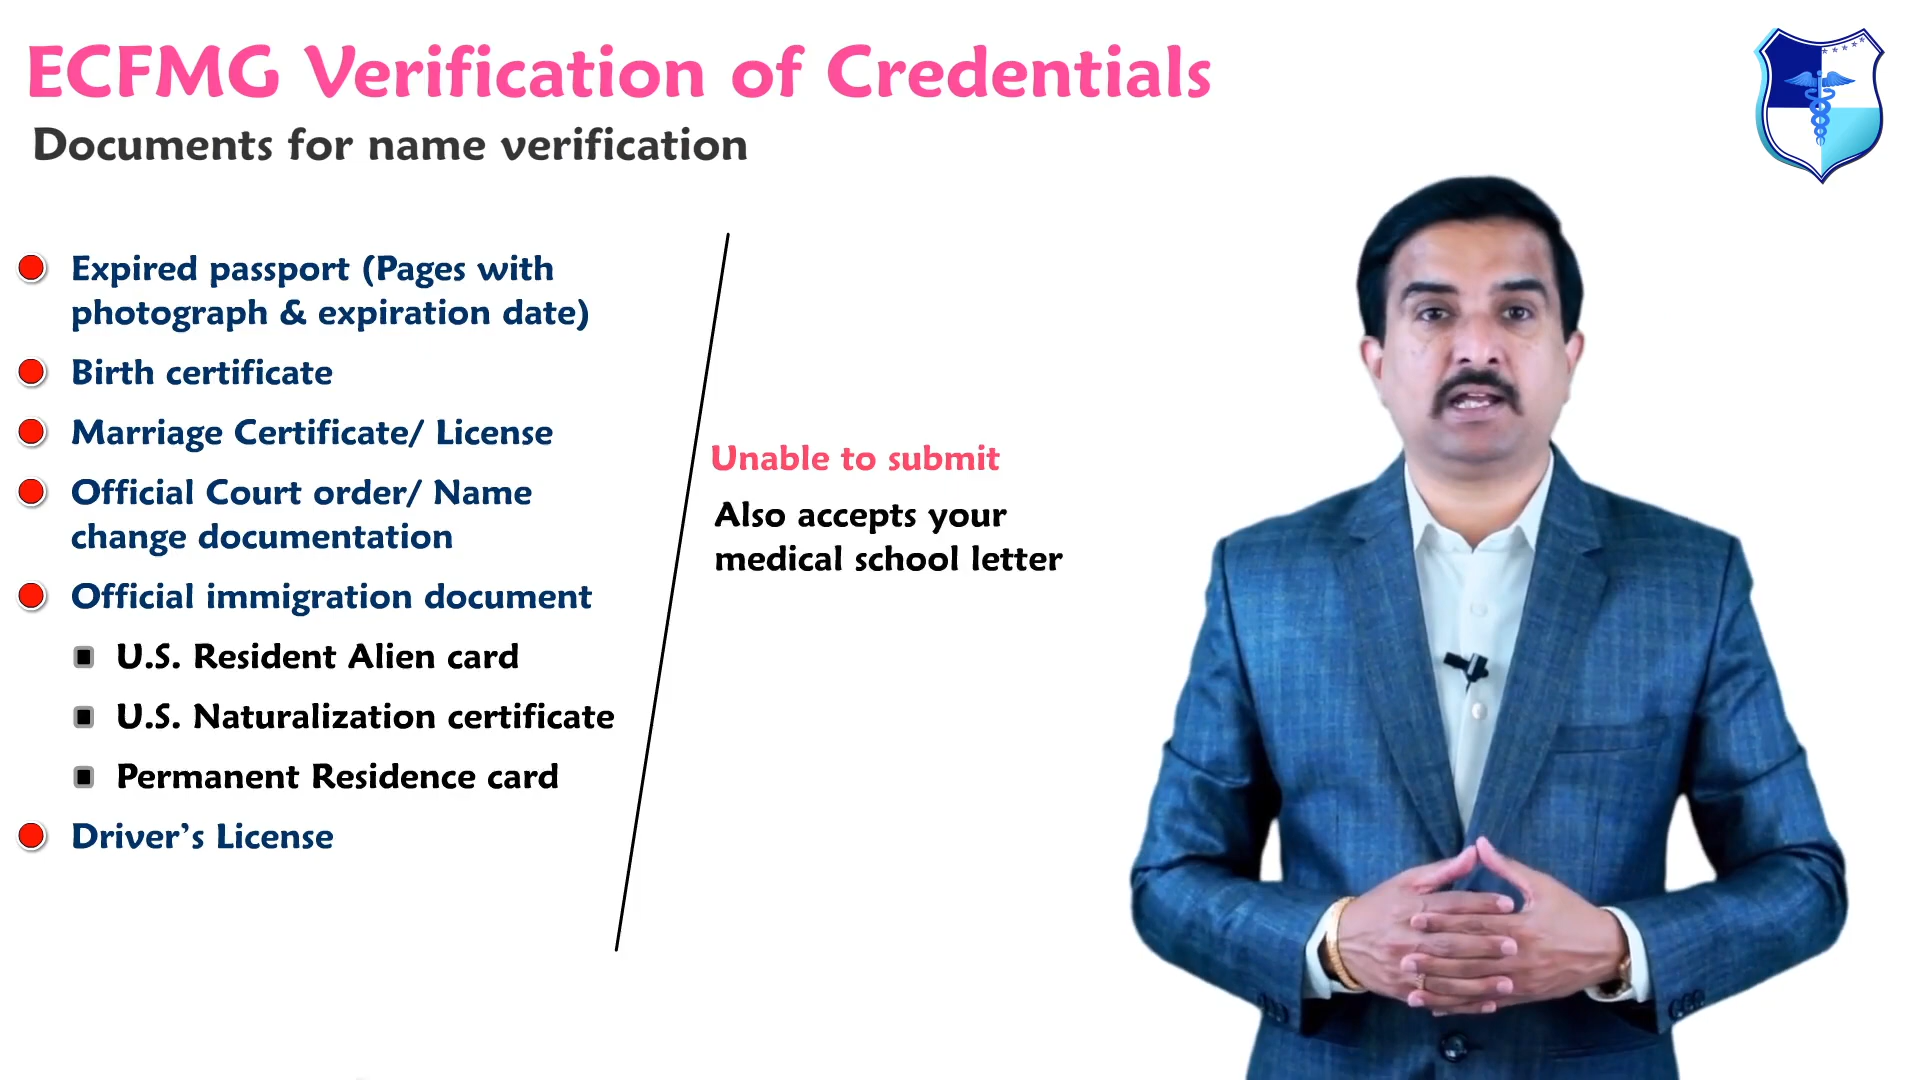 ECFMG Verification of Credentials
Documents for name verification
Expired passport (Pages with
photograph & expiration date)
Birth certificate
Marriage Certificate/ License
Official Court order/ Name
change documentation
Official immigration document
U.S. Resident Alien card
U.S. Naturalization certificate
Permanent Residence card
Driver’s License
Unable to submit
Also accepts your
medical school letter